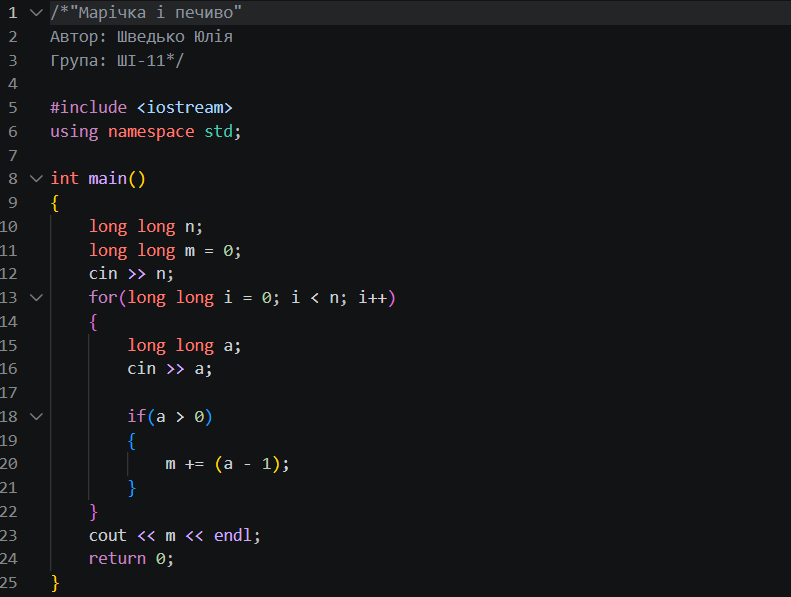 1 /*"Марічка і печиво"
2 Автор: Шведько Юлія
3 Група: ШІ-11*/
4
5 #include <iostream>
6 using namespace std;
7
8 int main()
9 {
10     long long n;
11     long long m = 0;
12     cin >> n;
13     for(long long i = 0; i < n; i++)
14     {
15         long long a;
16         cin >> a;
17
18         if(a > 0)
19         {
20             m += (a - 1);
21         }
22     }
23     cout << m << endl;
24     return 0;
25 }